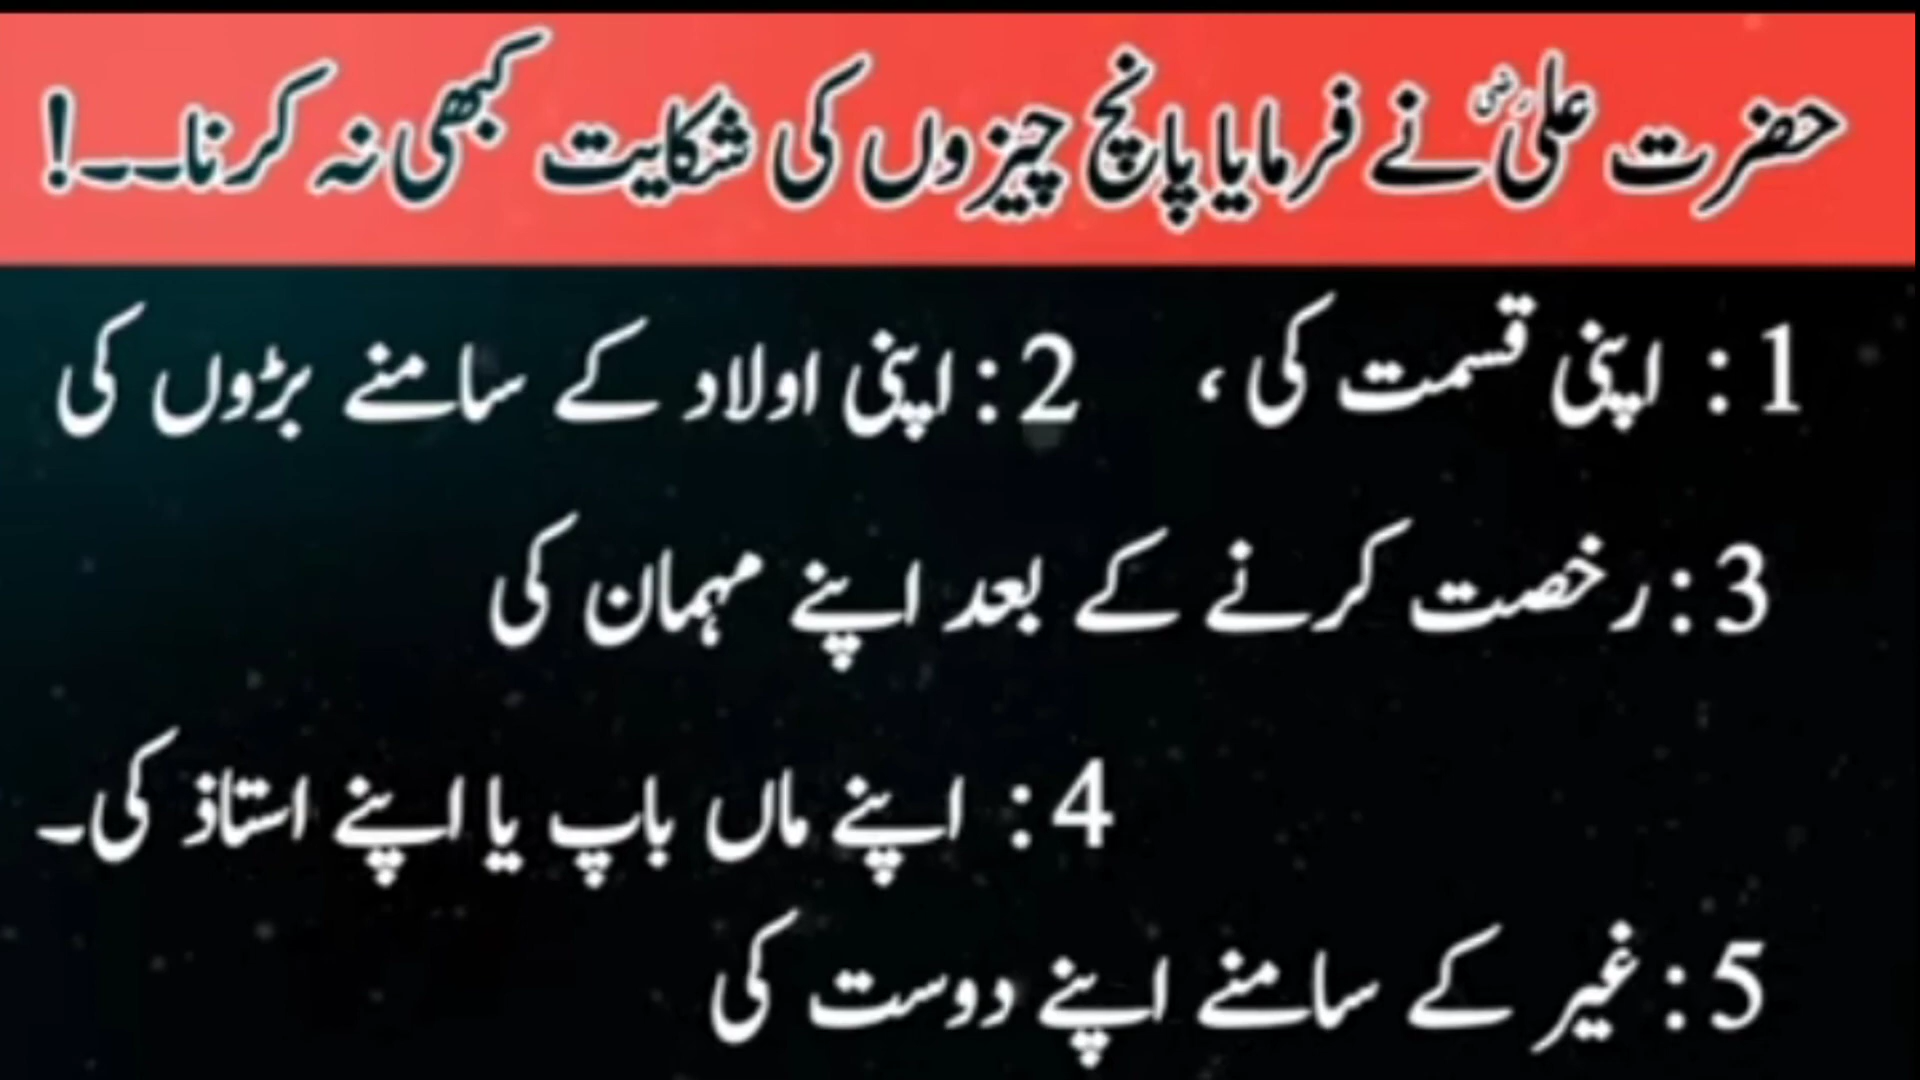 حضرت علیؓ نے فرمایا پانچ چیزوں کی شکایت کبھی نہ کرنا۔۔۔!
1 : اپنی قسمت کی ، 2 : اپنی اولاد کے سامنے بڑوں کی
3 : رخصت کرنے کے بعد اپنے مہمان کی
4 : اپنے ماں باپ یا اپنے استاذ کی۔
5 : غیر کے سامنے اپنے دوست کی